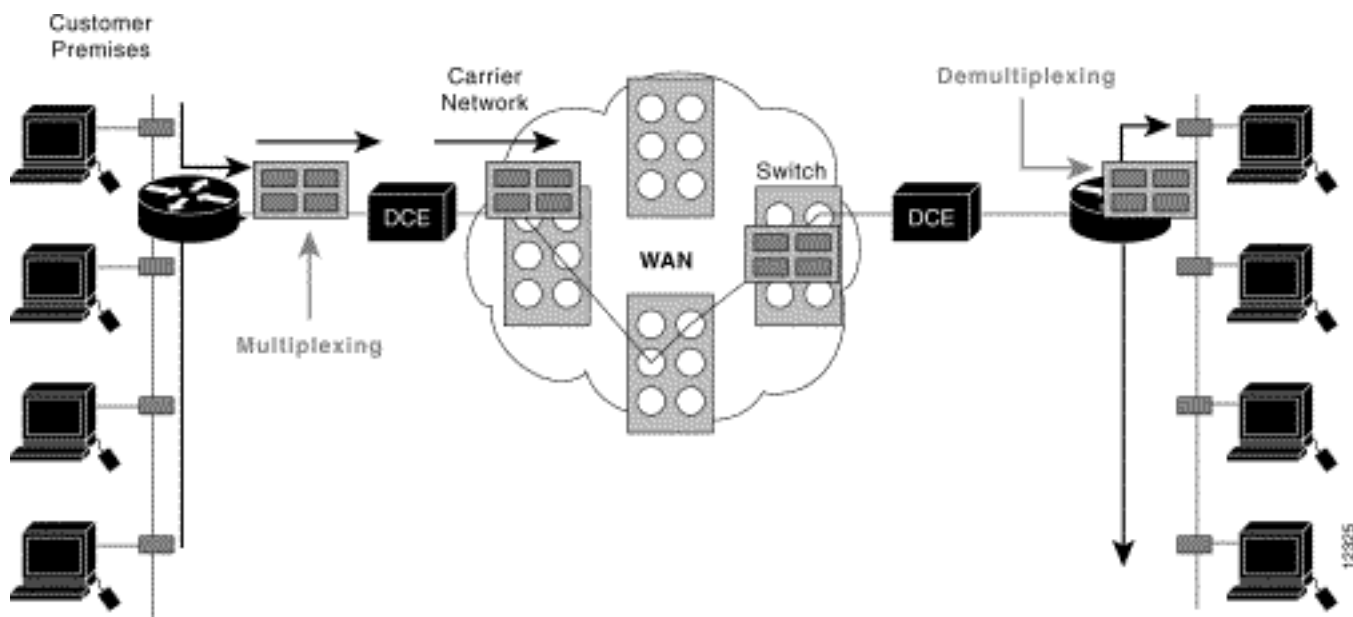 Customer
Premises
Carrier
Network
Demultiplexing
Switch
DCE
DCE
WAN
Multiplexing
12325